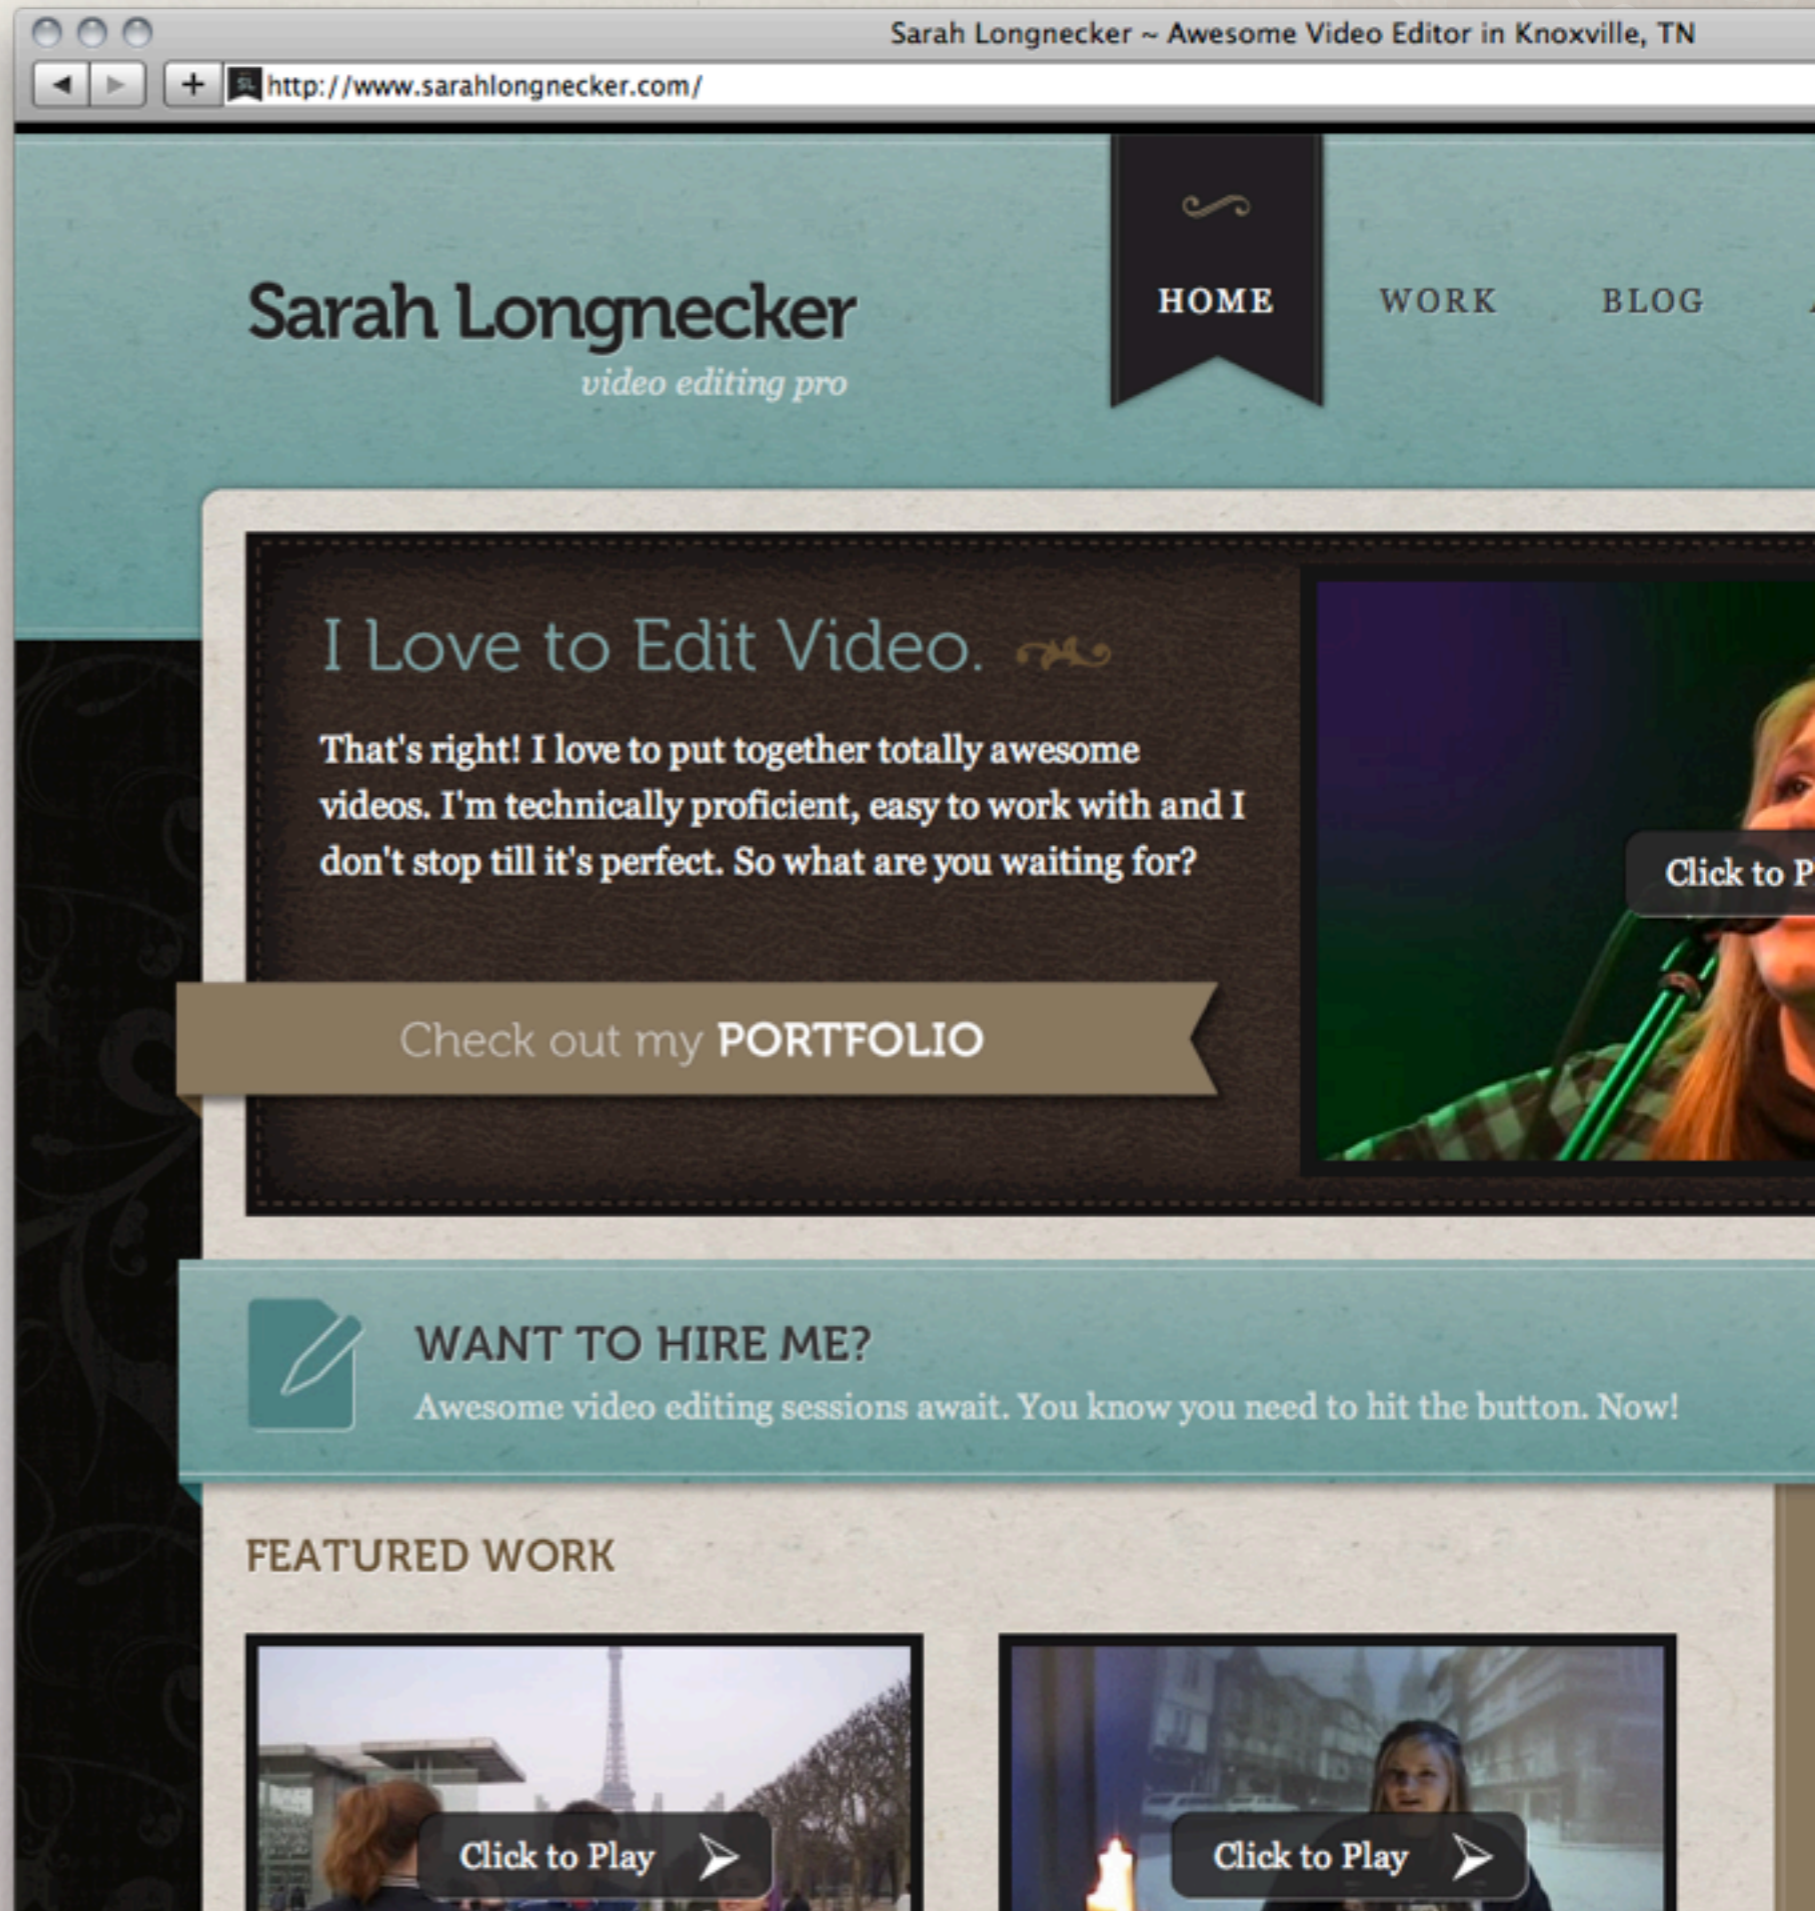 Sarah Longnecker ~ Awesome Video Editor in Knoxville, TN
+ SL http://www.sarahlongnecker.com/
HOME WORK BLOG
Sarah Longnecker
video editing pro
I Love to Edit Video.
That's right! I love to put together totally awesome
videos. I'm technically proficient, easy to work with and I
don't stop till it's perfect. So what are you waiting for?
Click to P
Check out my PORTFOLIO
WANT TO HIRE ME?
Awesome video editing sessions await. You know you need to hit the button. Now!
FEATURED WORK
Click to Play
Click to Play